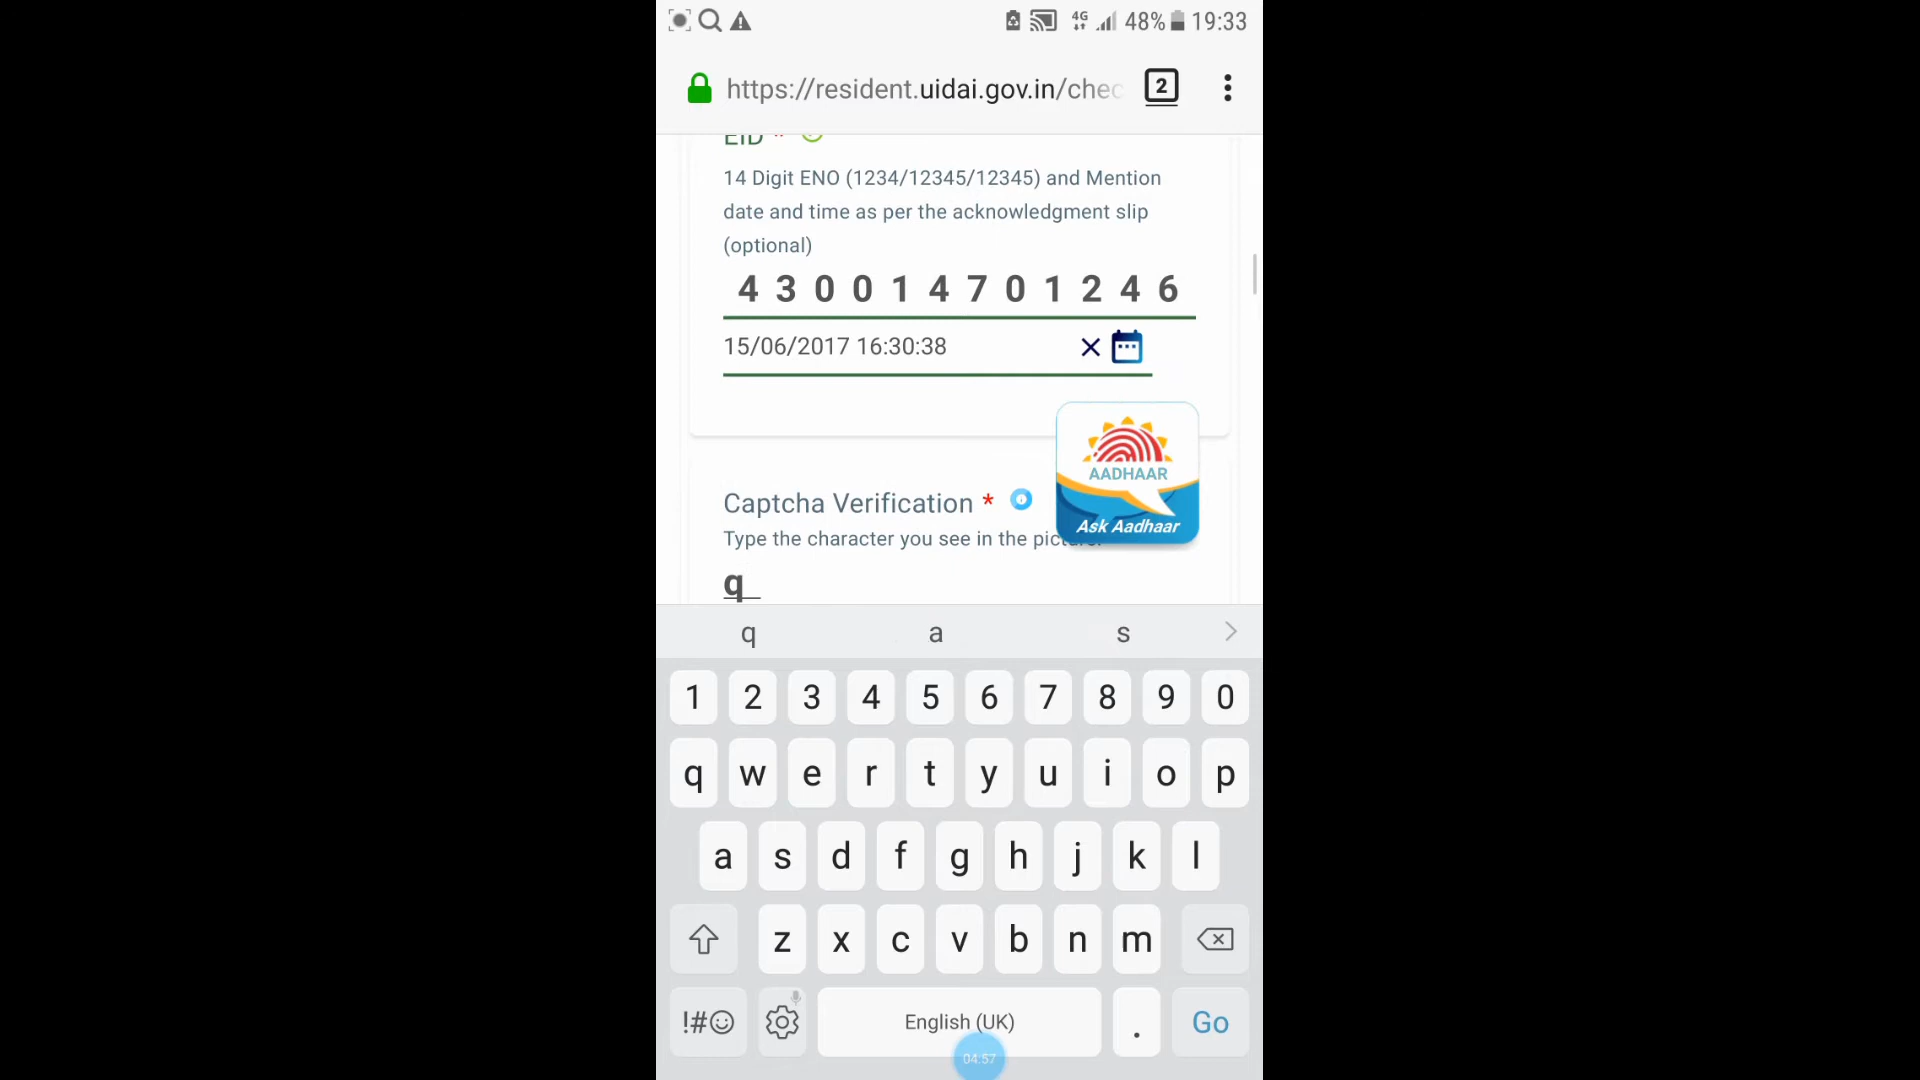 48% 19:33
4G
https://resident.uidai.gov.in/chec
2
EID *
14 Digit ENO (1234/12345/12345) and Mention
date and time as per the acknowledgment slip
(optional)
4 3 0 0 1 4 7 0 1 2 4 6
15/06/2017 16:30:38
AADHAAR
Ask Aadhaar
Captcha Verification *
Type the character you see in the picture.
q
q a s
1 2 3 4 5 6 7 8 9 0
q w e r t y u i o p
a s d f g h j k l
z x c v b n m
!#☺ English (UK) . Go
04:57